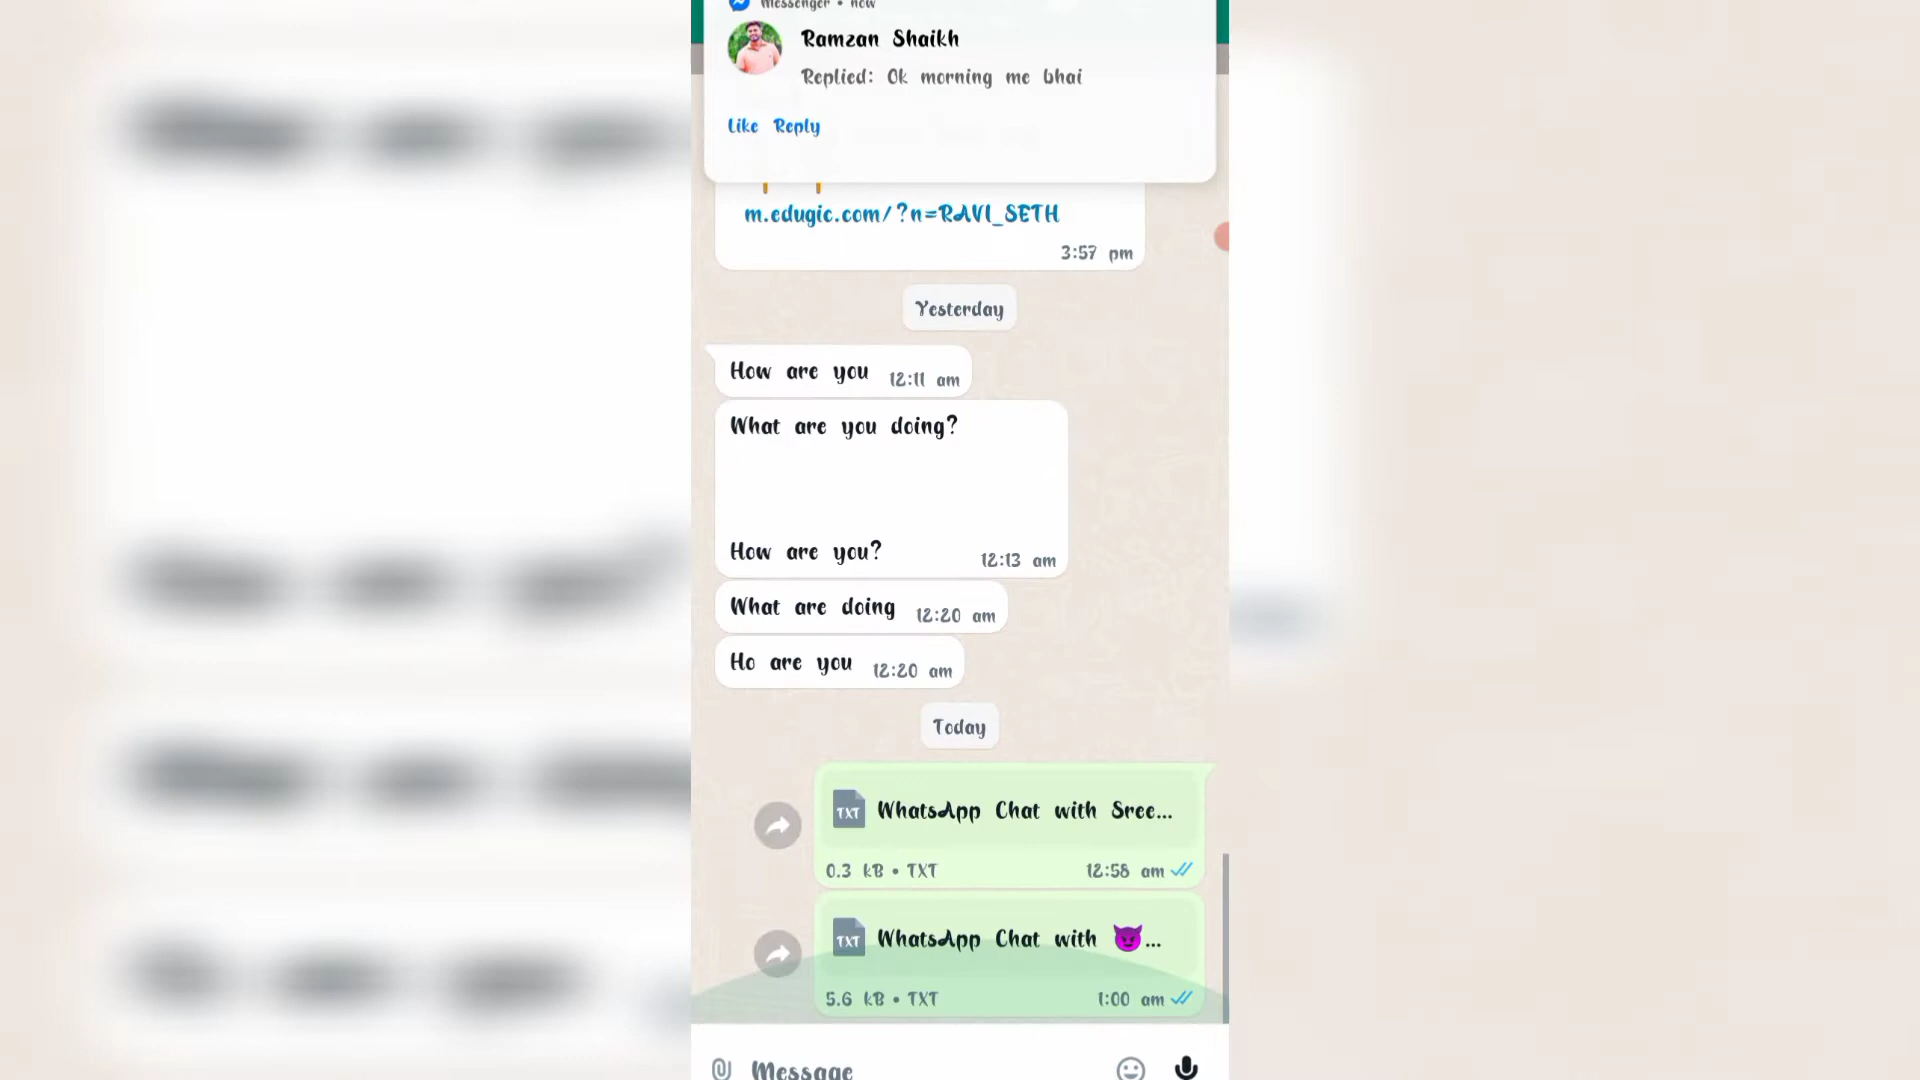 Messenger • now
Ramzan Shaikh
Replied: Ok morning me bhai
Like Reply
m.edugic.com/?n=RAVI_SETH
3:57 pm
Yesterday
How are you 12:11 am
What are you doing?
How are you? 12:13 am
What are doing 12:20 am
Ho are you 12:20 am
Today
TXT WhatsApp Chat with Sree...
0.3 kB • TXT 12:58 am
TXT WhatsApp Chat with 😈...
5.6 kB • TXT 1:00 am
Message